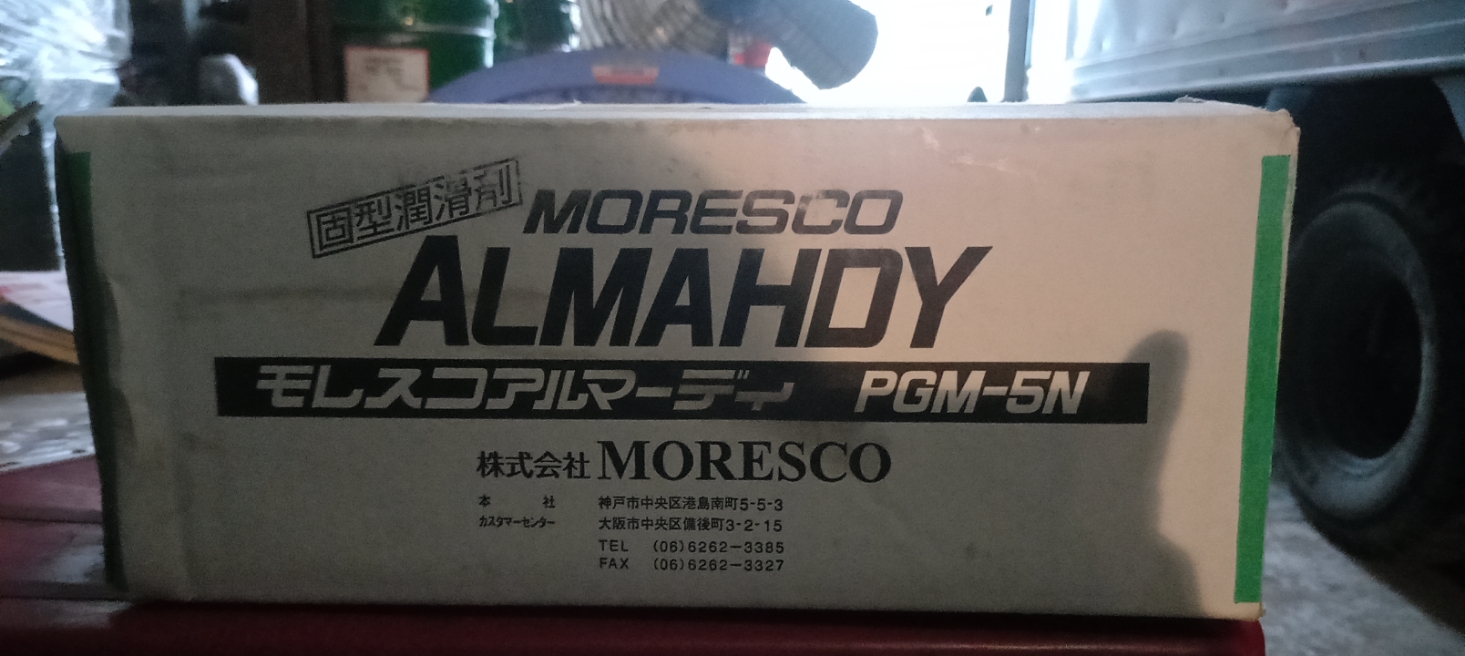 固型潤滑剤
MORESCO
ALMAHDY
モレスコアルマーディ PGM-5N
株式会社 MORESCO
本 社 神戸市中央区港島南町5-5-3
カスタマーセンター 大阪市中央区備後町3-2-15
TEL (06)6262-3385
FAX (06)6262-3327